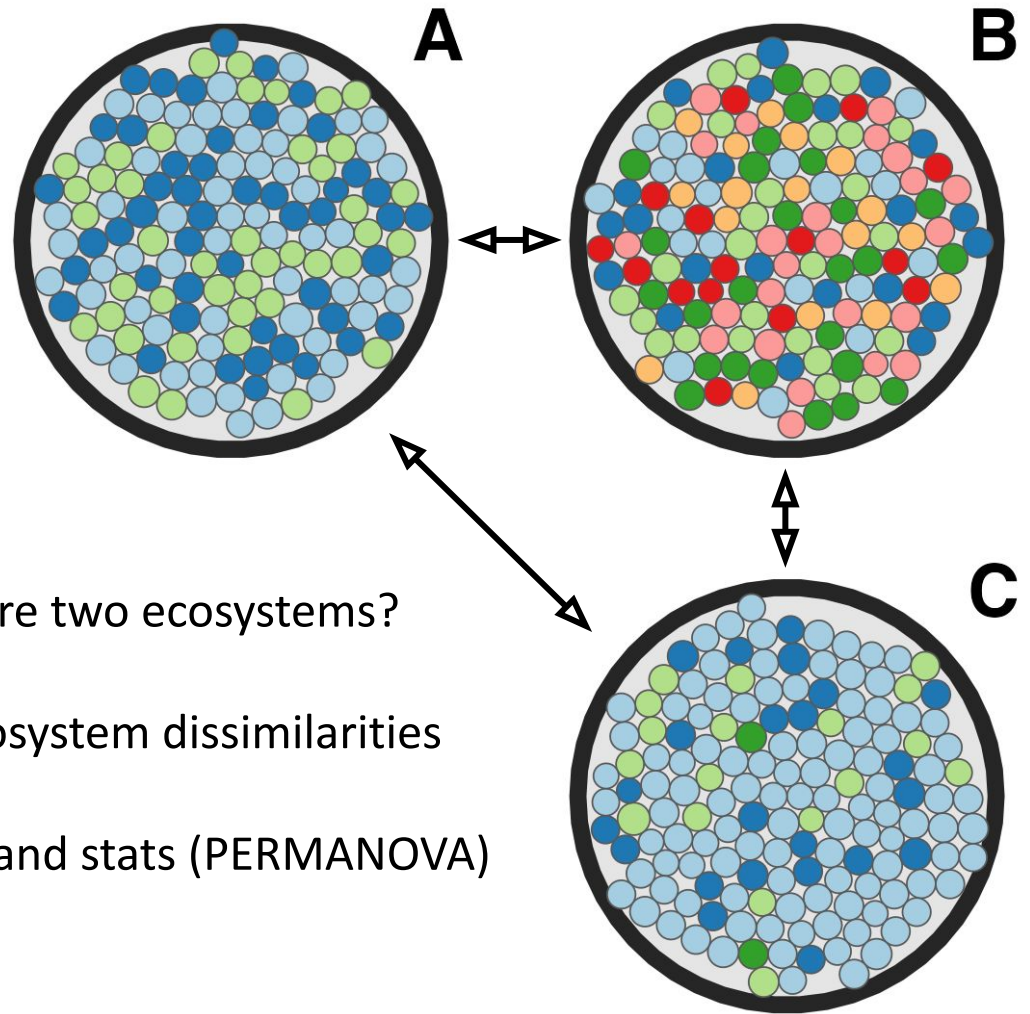 A
B
re two ecosystems?
C
osystem dissimilarities
and stats (PERMANOVA)